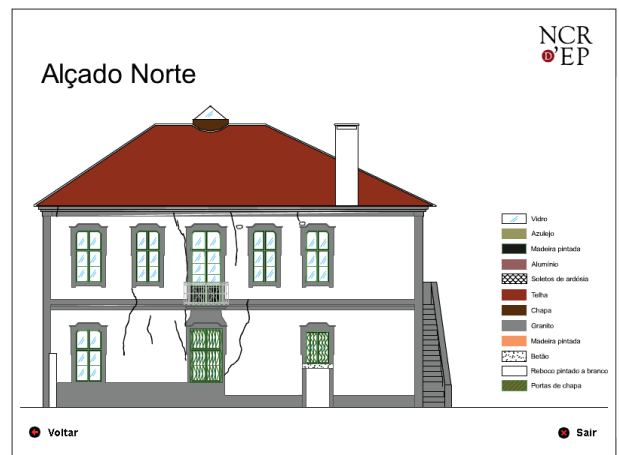 NCR
D'EP
Alçado Norte
Vidro
Azulejo
Madeira pintada
Alumínio
Soletos de ardósia
Telha
Chapa
Granito
Madeira pintada
Betão
Reboco pintado a branco
Portas de chapa
Voltar
Sair